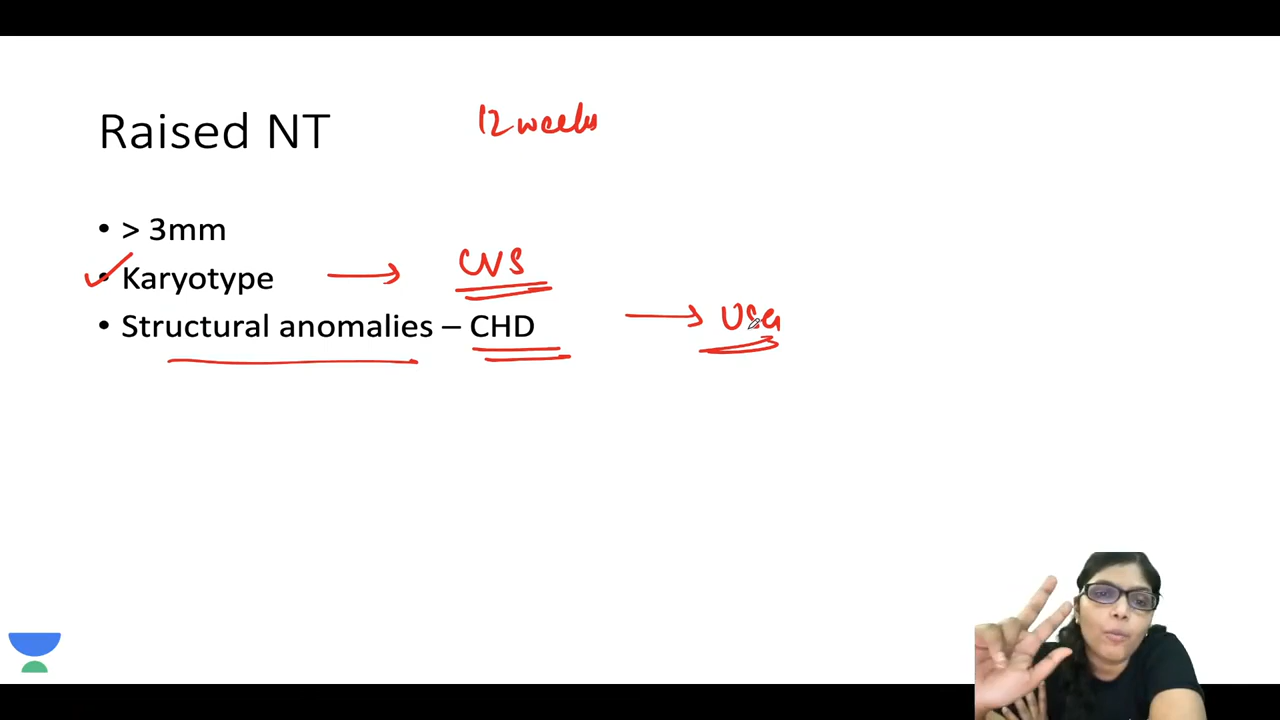 Raised NT 12 weeks
• > 3mm
• Karyotype → CVS
• Structural anomalies – CHD → USG